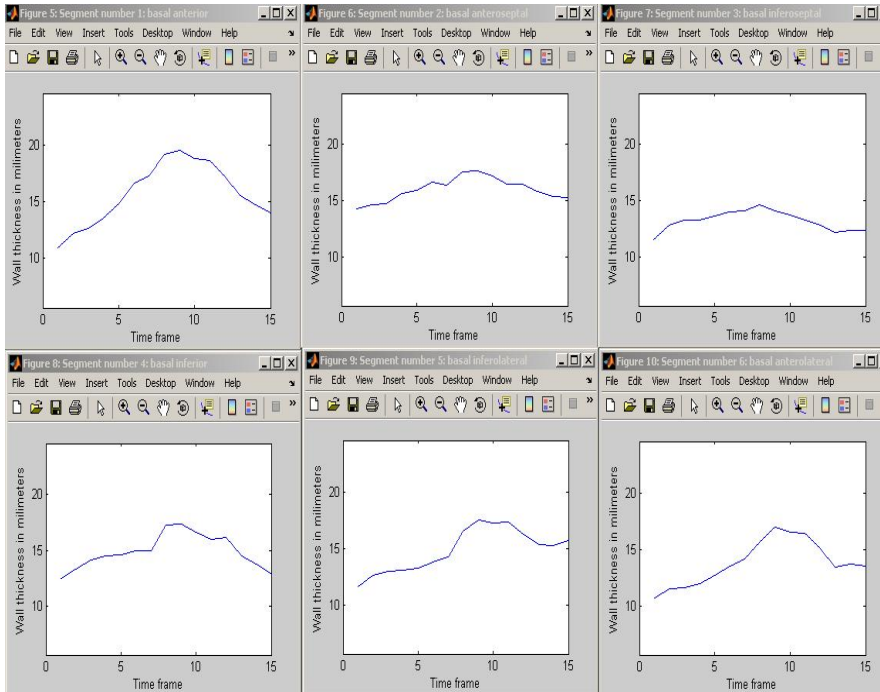 Figure 5: Segment number 1: basal anterior
File Edit View Insert Tools Desktop Window Help
Wall thickness in milimeters
20
15
10
0 5 10 15
Time frame
Figure 6: Segment number 2: basal anteroseptal
File Edit View Insert Tools Desktop Window Help
Wall thickness in milimeters
20
15
10
0 5 10 15
Time frame
Figure 7: Segment number 3: basal inferoseptal
File Edit View Insert Tools Desktop Window Help
Wall thickness in milimeters
20
15
10
0 5 10 15
Time frame
Figure 8: Segment number 4: basal inferior
File Edit View Insert Tools Desktop Window Help
Wall thickness in milimeters
20
15
10
0 5 10 15
Time frame
Figure 9: Segment number 5: basal inferolateral
File Edit View Insert Tools Desktop Window Help
Wall thickness in milimeters
20
15
10
0 5 10 15
Time frame
Figure 10: Segment number 6: basal anterolateral
File Edit View Insert Tools Desktop Window Help
Wall thickness in milimeters
20
15
10
0 5 10 15
Time frame